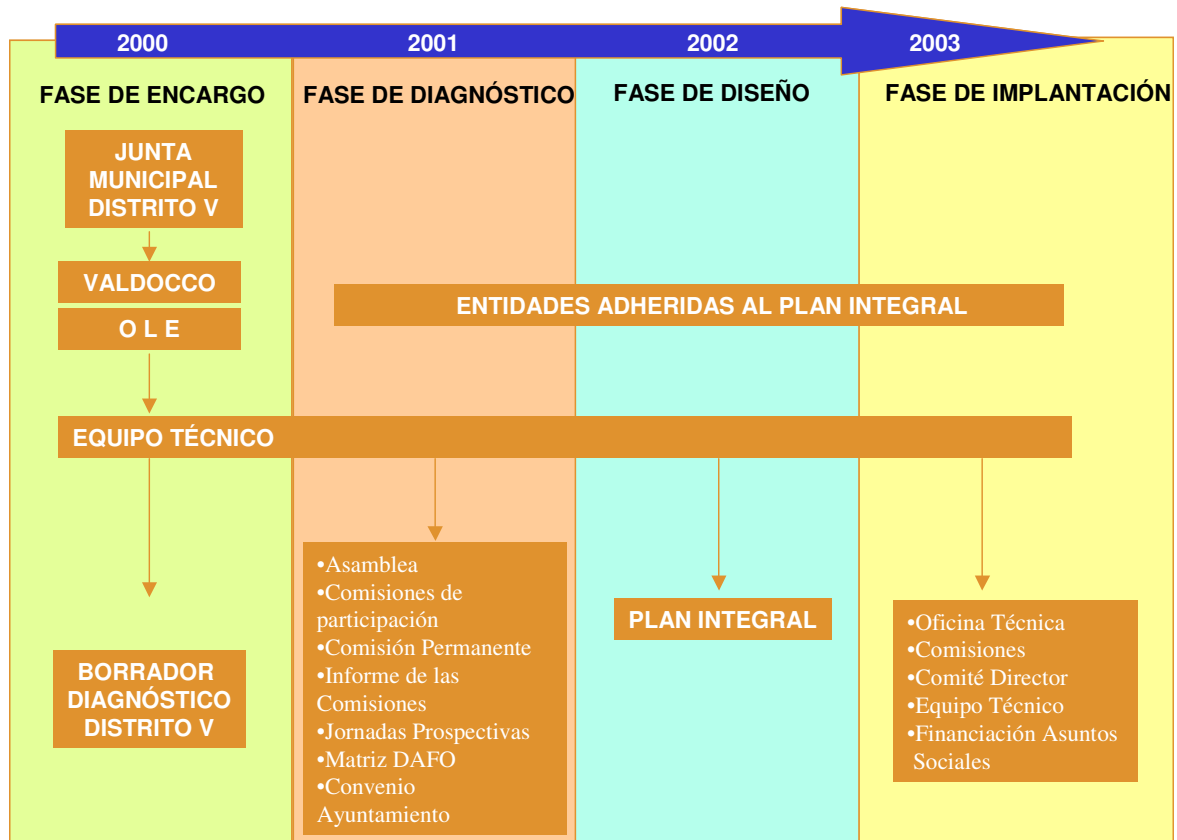 2000
2001
2002
2003
FASE DE ENCARGO
FASE DE DIAGNÓSTICO
FASE DE DISEÑO
FASE DE IMPLANTACIÓN
JUNTA
MUNICIPAL
DISTRITO V
VALDOCCO
O L E
ENTIDADES ADHERIDAS AL PLAN INTEGRAL
EQUIPO TÉCNICO
BORRADOR
DIAGNÓSTICO
DISTRITO V
•Asamblea
•Comisiones de
participación
•Comisión Permanente
•Informe de las
Comisiones
•Jornadas Prospectivas
•Matriz DAFO
•Convenio
Ayuntamiento
PLAN INTEGRAL
•Oficina Técnica
•Comisiones
•Comité Director
•Equipo Técnico
•Financiación Asuntos
Sociales